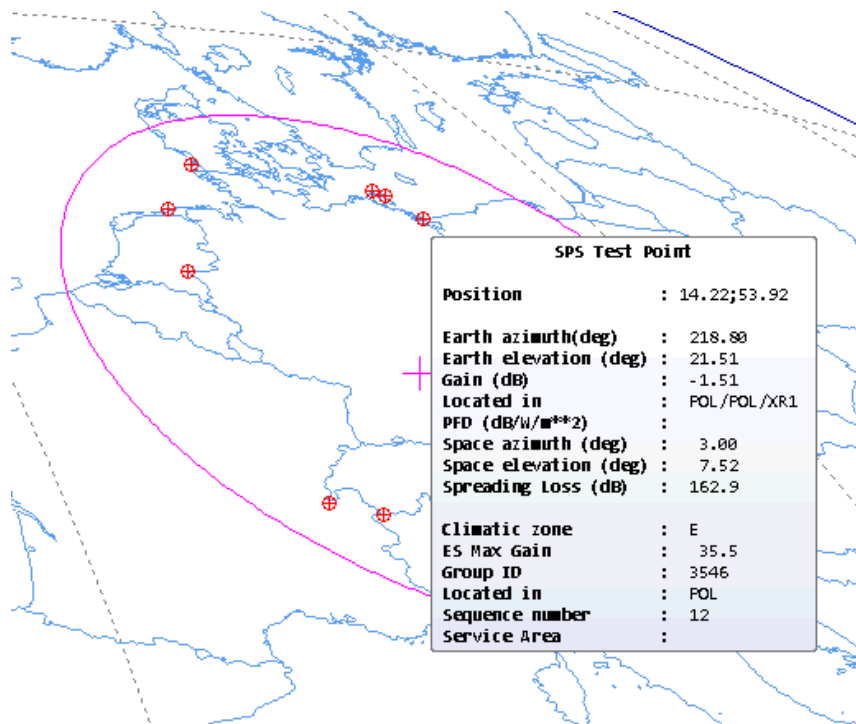 SPS Test Point
Position : 14.22;53.92
Earth azimuth(deg) : 218.80
Earth elevation (deg) : 21.51
Gain (dB) : -1.51
Located in : POL/POL/XR1
PFD (dB/W/m**2) :
Space azimuth (deg) : 3.00
Space elevation (deg) : 7.52
Spreading Loss (dB) : 162.9
Climatic zone : E
ES Max Gain : 35.5
Group ID : 3546
Located in : POL
Sequence number : 12
Service Area :